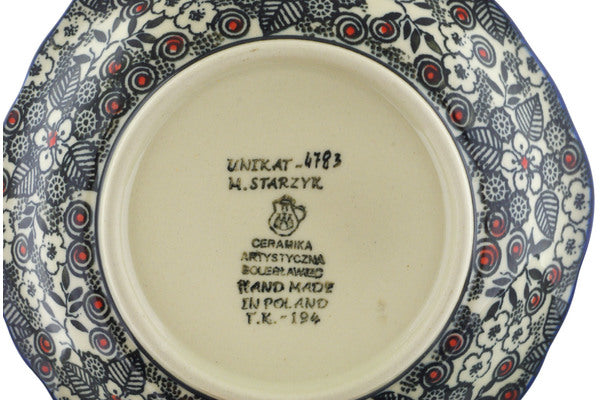 UNIKAT-4783
M. STARZYK
CERAMIKA
ARTYSTYCZNA
BOLESŁAWIEC
HAND MADE
IN POLAND
T.K.-194